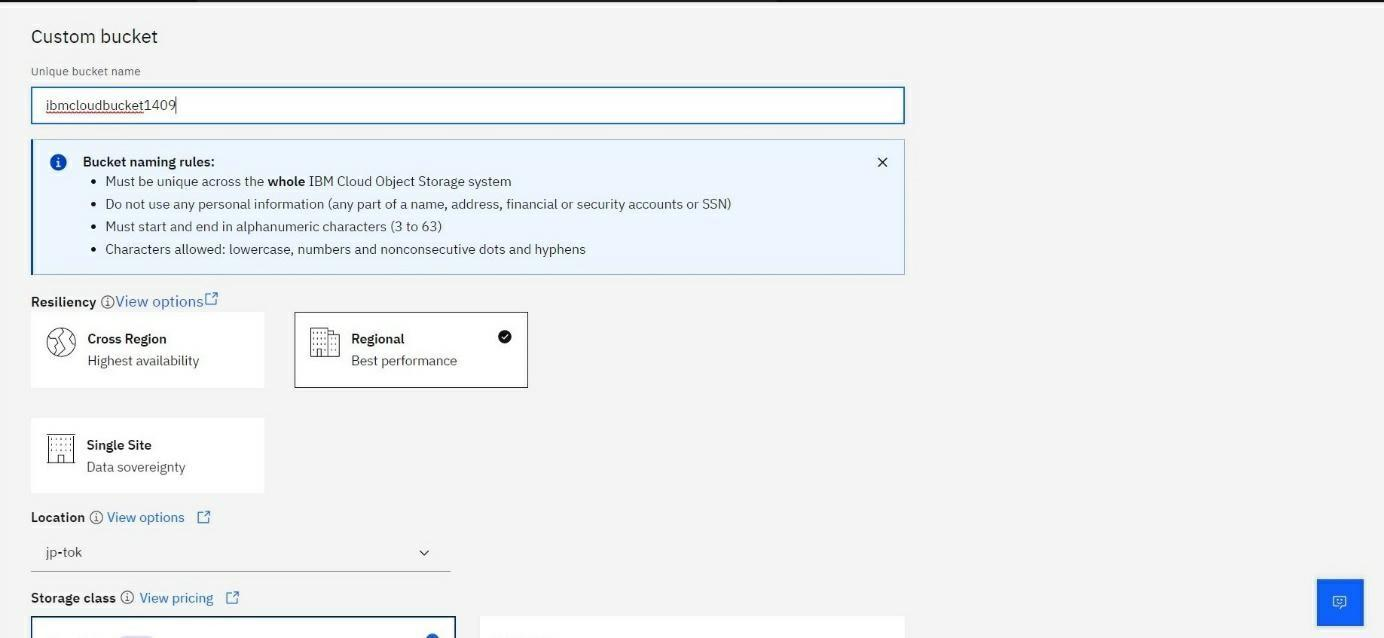 Custom bucket
Unique bucket name
ibmcloudbucket1409
Bucket naming rules:
• Must be unique across the whole IBM Cloud Object Storage system
• Do not use any personal information (any part of a name, address, financial or security accounts or SSN)
• Must start and end in alphanumeric characters (3 to 63)
• Characters allowed: lowercase, numbers and nonconsecutive dots and hyphens
Resiliency View options
Cross Region
Highest availability
Regional
Best performance
Single Site
Data sovereignty
Location View options
jp-tok
Storage class View pricing